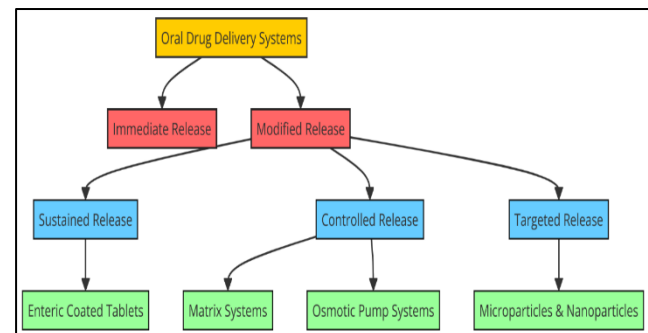 Oral Drug Delivery Systems
Immediate Release
Modified Release
Sustained Release
Controlled Release
Targeted Release
Enteric Coated Tablets
Matrix Systems
Osmotic Pump Systems
Microparticles & Nanoparticles